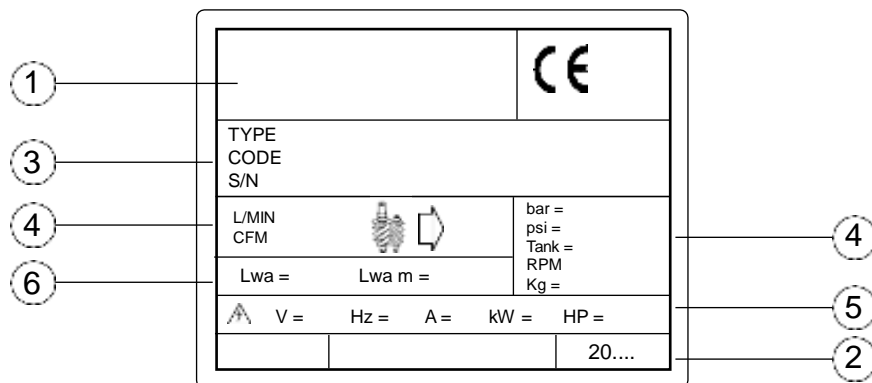 CE
1
TYPE
CODE
3
S/N
L/MIN
4
CFM
bar =
psi =
Tank =
RPM
Kg =
4
6
Lwa = Lwa m =
V = Hz = A = kW = HP =
5
20....
2